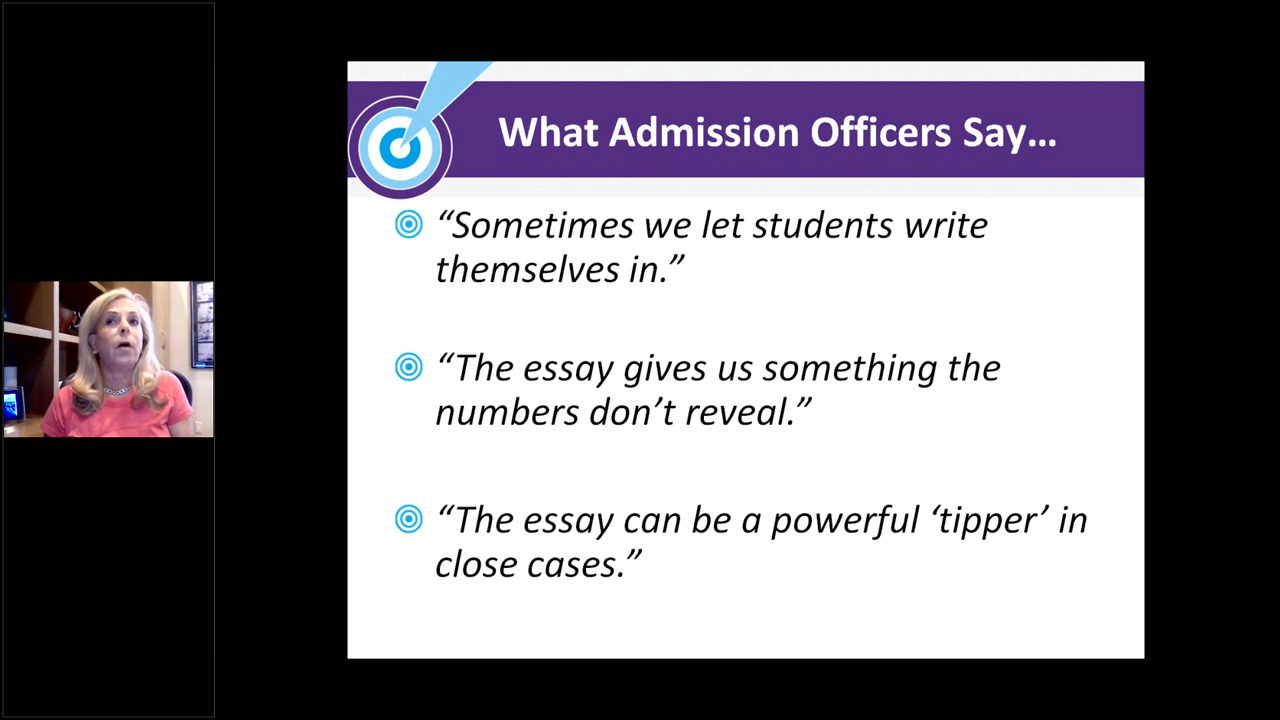 What Admission Officers Say…
“Sometimes we let students write
themselves in.”
“The essay gives us something the
numbers don’t reveal.”
“The essay can be a powerful ‘tipper’ in
close cases.”